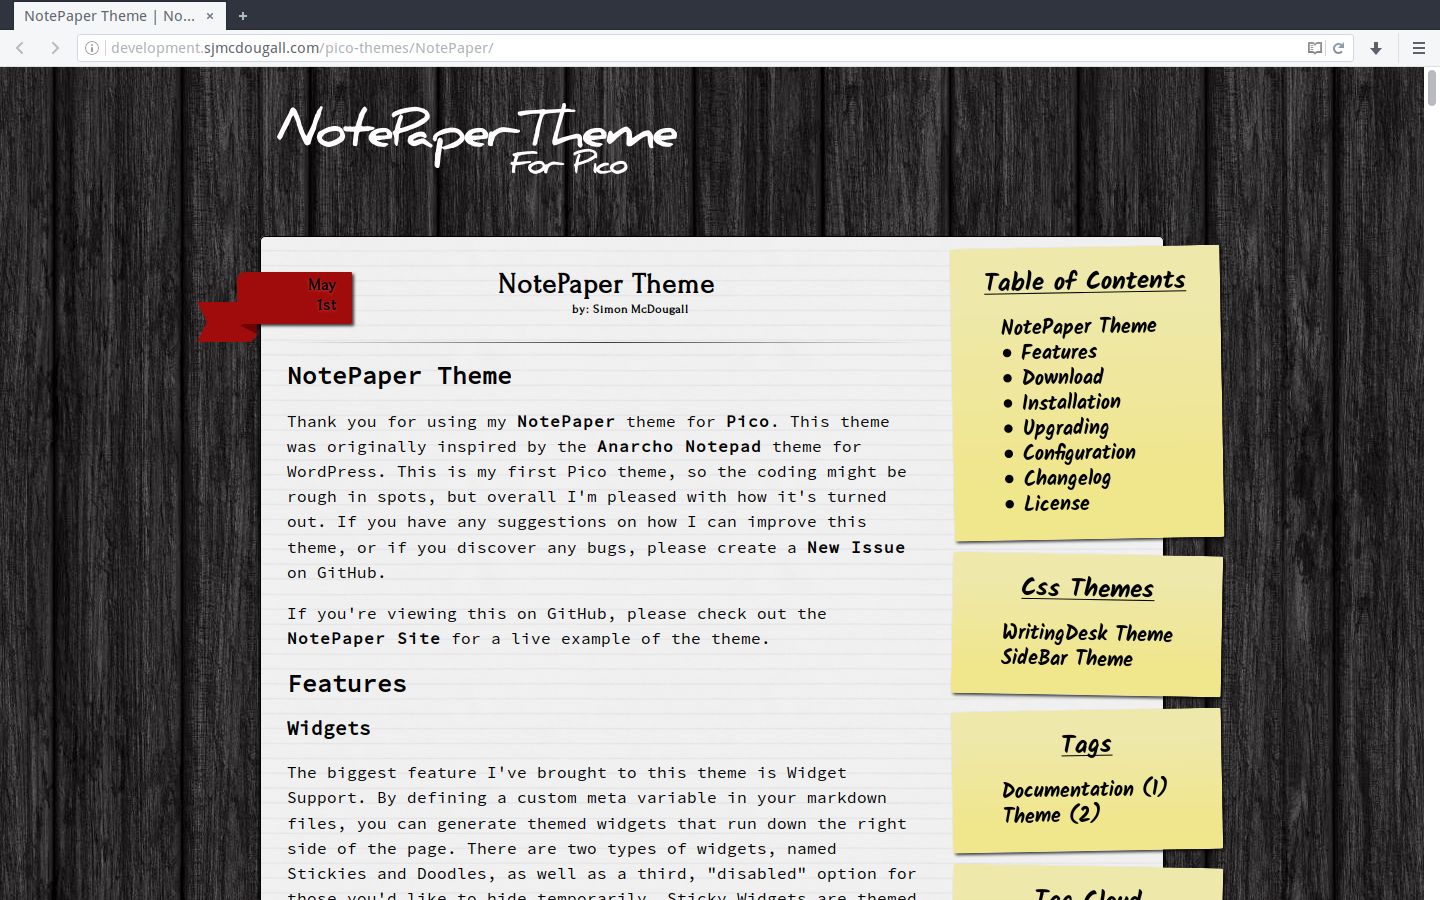 NotePaper Theme | No...
development.sjmcdougall.com/pico-themes/NotePaper/
NotePaper Theme
For Pico
May
1st
NotePaper Theme
by: Simon McDougall
NotePaper Theme
Thank you for using my NotePaper theme for Pico. This theme
was originally inspired by the Anarcho Notepad theme for
WordPress. This is my first Pico theme, so the coding might be
rough in spots, but overall I'm pleased with how it's turned
out. If you have any suggestions on how I can improve this
theme, or if you discover any bugs, please create a New Issue
on GitHub.
If you're viewing this on GitHub, please check out the
NotePaper Site for a live example of the theme.
Features
Widgets
The biggest feature I've brought to this theme is Widget
Support. By defining a custom meta variable in your markdown
files, you can generate themed widgets that run down the right
side of the page. There are two types of widgets, named
Stickies and Doodles, as well as a third, "disabled" option for
those you'd like to hide temporarily. Sticky Widgets are themed
Table of Contents
NotePaper Theme
• Features
• Download
• Installation
• Upgrading
• Configuration
• Changelog
• License
Css Themes
WritingDesk Theme
SideBar Theme
Tags
Documentation (1)
Theme (2)
Tag Cloud